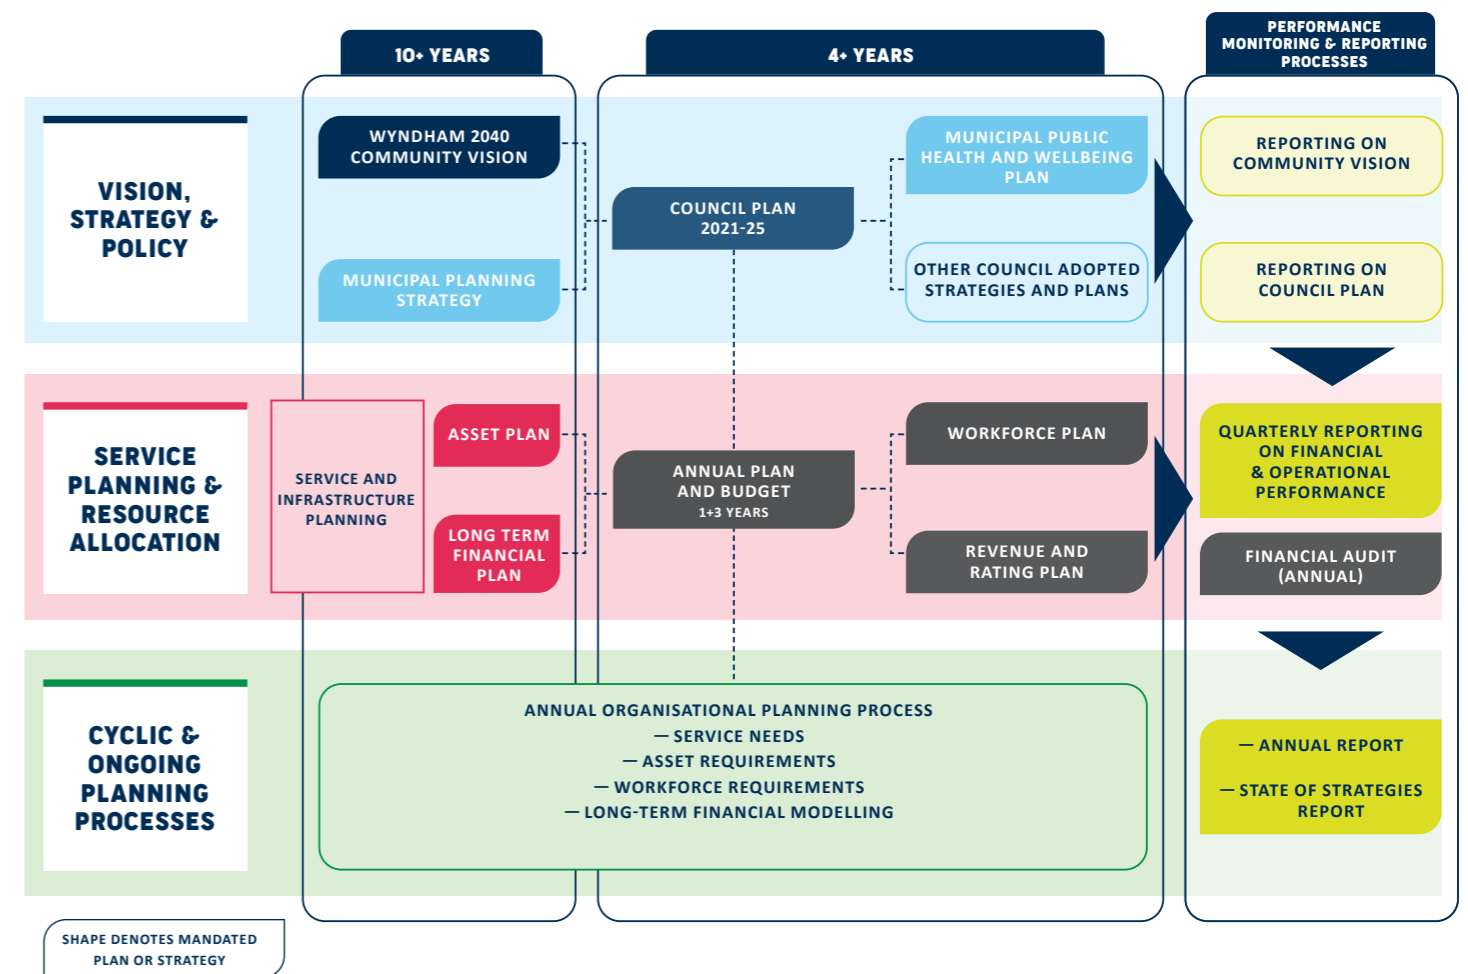 10+ YEARS
4+ YEARS
PERFORMANCE
MONITORING & REPORTING
PROCESSES
VISION,
STRATEGY &
POLICY
WYNDHAM 2040
COMMUNITY VISION
MUNICIPAL PLANNING
STRATEGY
COUNCIL PLAN
2021-25
MUNICIPAL PUBLIC
HEALTH AND WELLBEING
PLAN
OTHER COUNCIL ADOPTED
STRATEGIES AND PLANS
REPORTING ON
COMMUNITY VISION
REPORTING ON
COUNCIL PLAN
SERVICE
PLANNING &
RESOURCE
ALLOCATION
SERVICE AND
INFRASTRUCTURE
PLANNING
ASSET PLAN
LONG TERM
FINANCIAL
PLAN
ANNUAL PLAN
AND BUDGET
1+3 YEARS
WORKFORCE PLAN
REVENUE AND
RATING PLAN
QUARTERLY REPORTING
ON FINANCIAL
& OPERATIONAL
PERFORMANCE
FINANCIAL AUDIT
(ANNUAL)
CYCLIC &
ONGOING
PLANNING
PROCESSES
ANNUAL ORGANISATIONAL PLANNING PROCESS
— SERVICE NEEDS
— ASSET REQUIREMENTS
— WORKFORCE REQUIREMENTS
— LONG-TERM FINANCIAL MODELLING
— ANNUAL REPORT
— STATE OF STRATEGIES
REPORT
SHAPE DENOTES MANDATED
PLAN OR STRATEGY